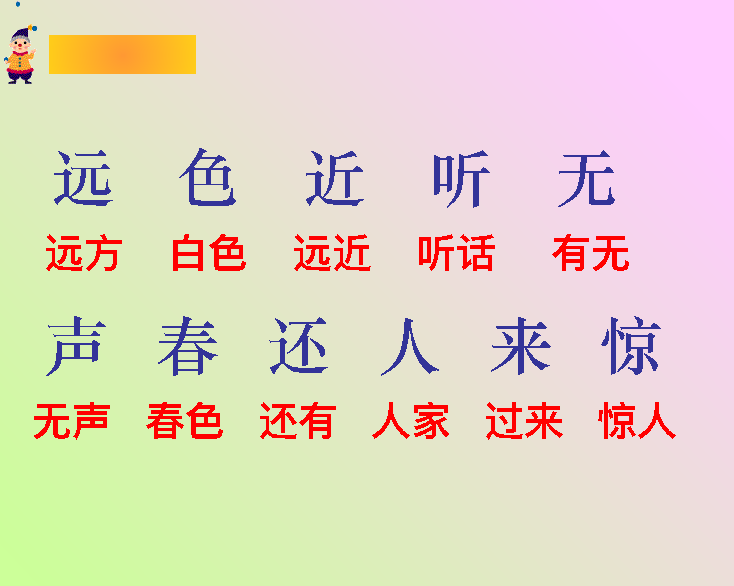 远 色 近 听 无
远方 白色 远近 听话 有无
声 春 还 人 来 惊
无声 春色 还有 人家 过来 惊人